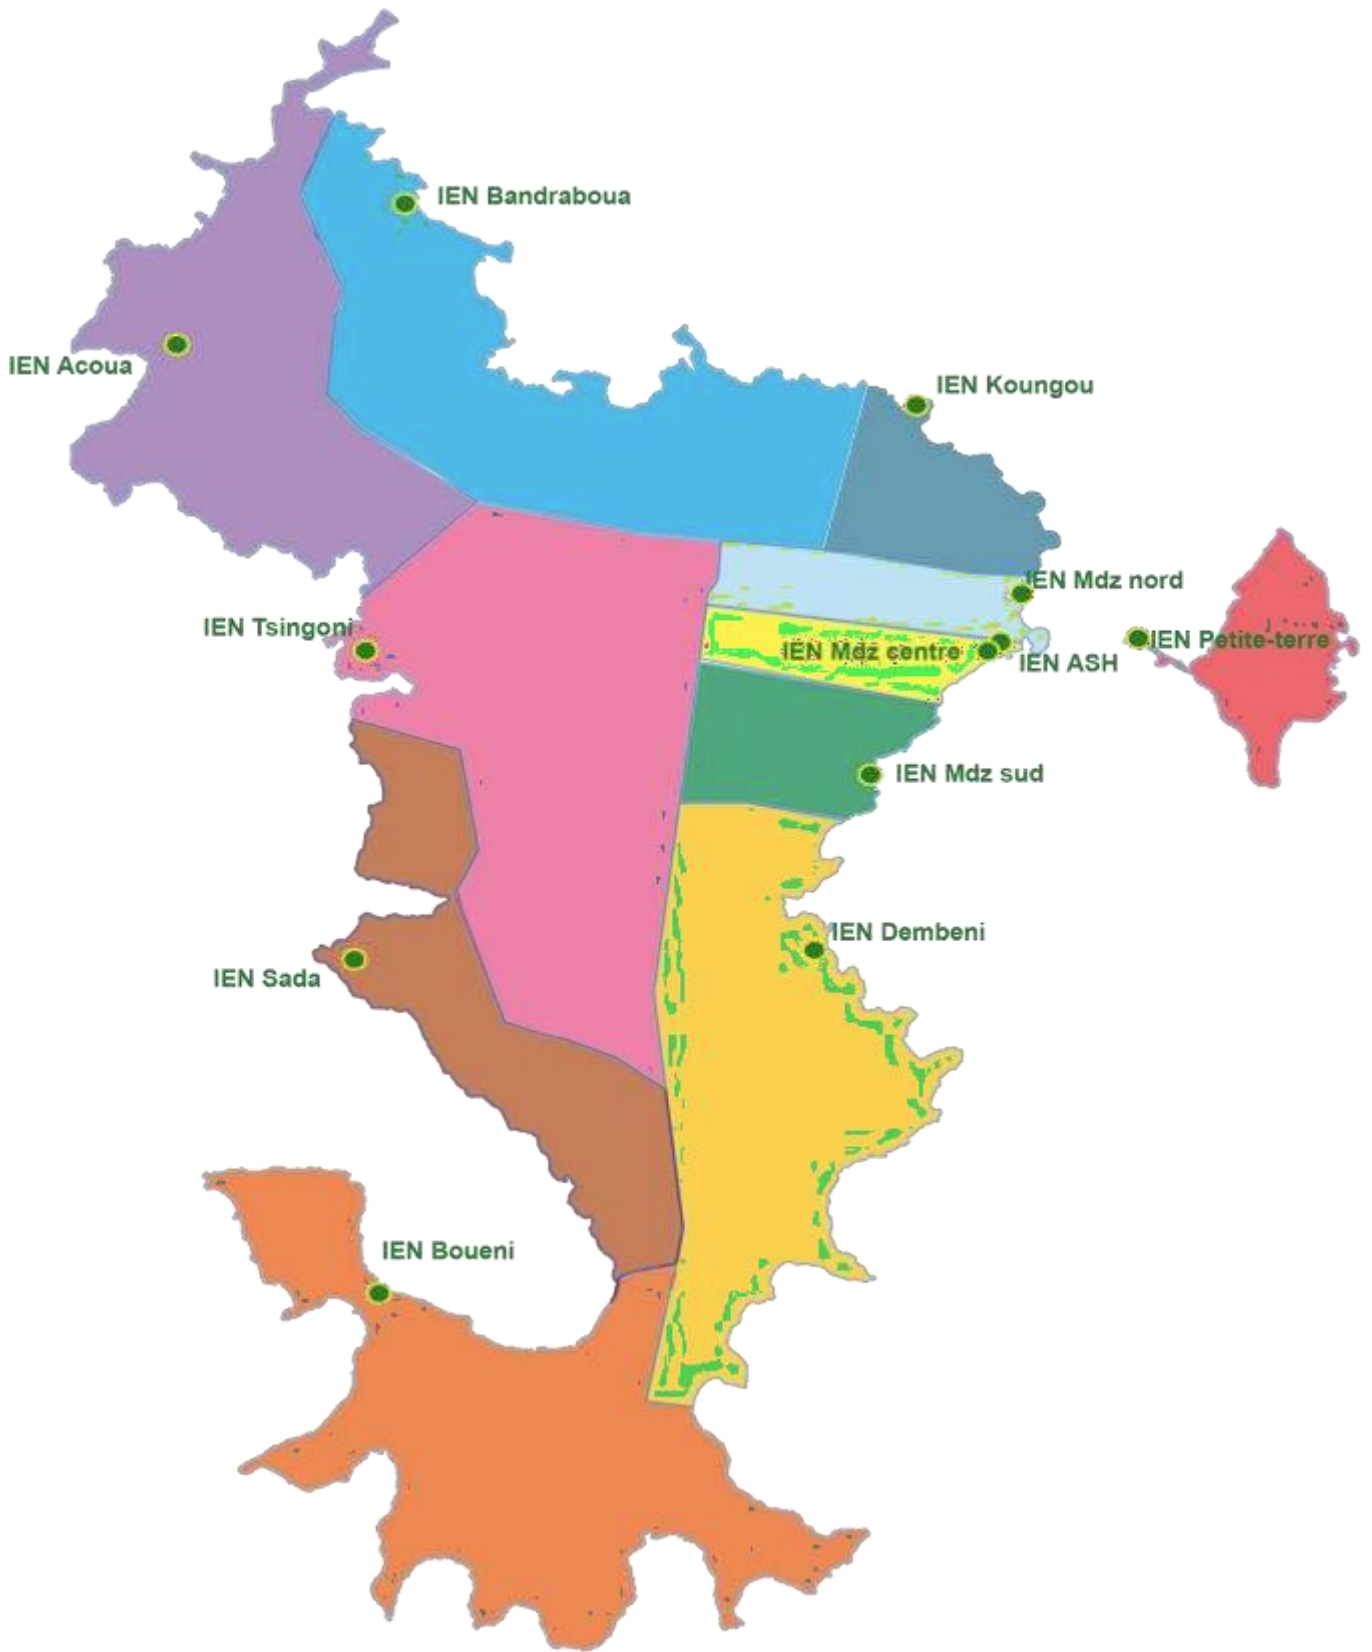 IEN Bandraboua
IEN Acoua
IEN Koungou
IEN Mdz nord
IEN Tsingoni
IEN Mdz centre
IEN Petite-terre
IEN ASH
IEN Mdz sud
IEN Dembeni
IEN Sada
IEN Boueni